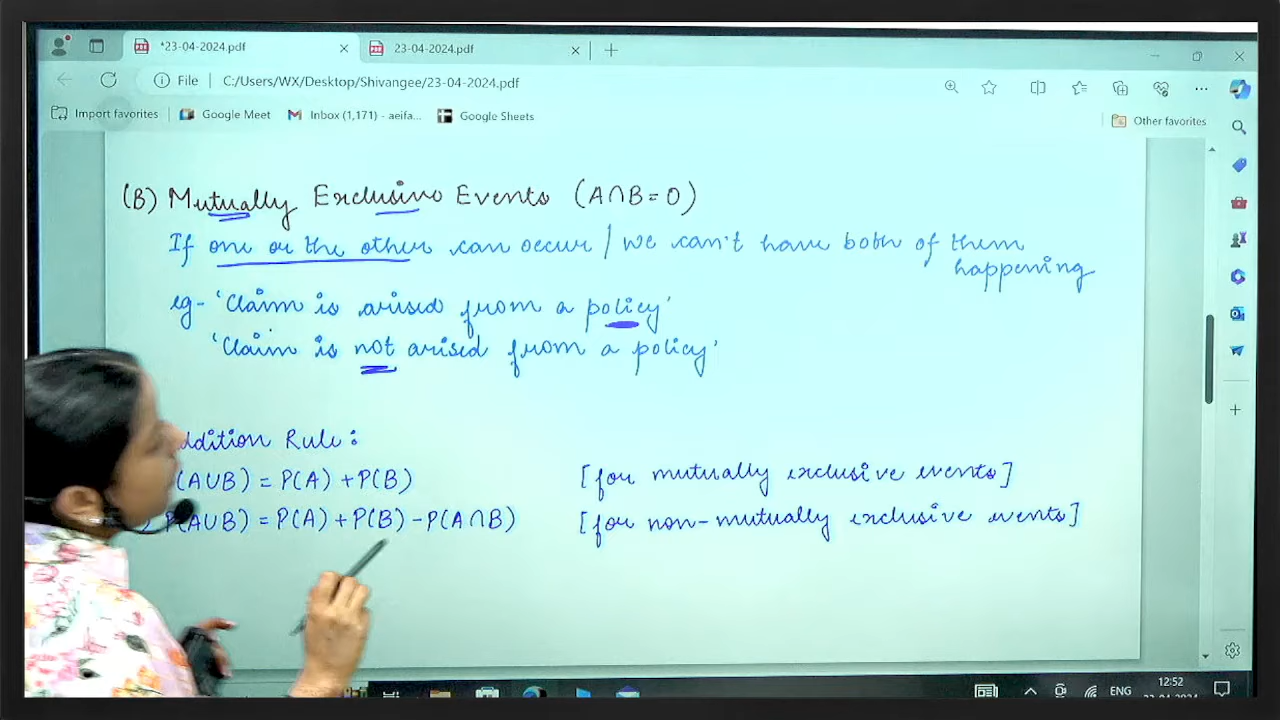 *23-04-2024.pdf
23-04-2024.pdf
File
C:/Users/WX/Desktop/Shivangee/23-04-2024.pdf
Import favorites
Google Meet
Inbox (1,171) - aeifa...
Google Sheets
Other favorites
(B) Mutually Exclusive Events (A∩B=0)
If one or the other can occur / we can't have both of them
happening
eg- 'Claim is arised from a policy'
'Claim is not arised from a policy'
ddition Rule:
(A∪B) = P(A) + P(B) [for mutually exclusive events]
P(A∪B) = P(A) + P(B) - P(A∩B) [for non-mutually exclusive events]
ENG
12:52
23-04-2024